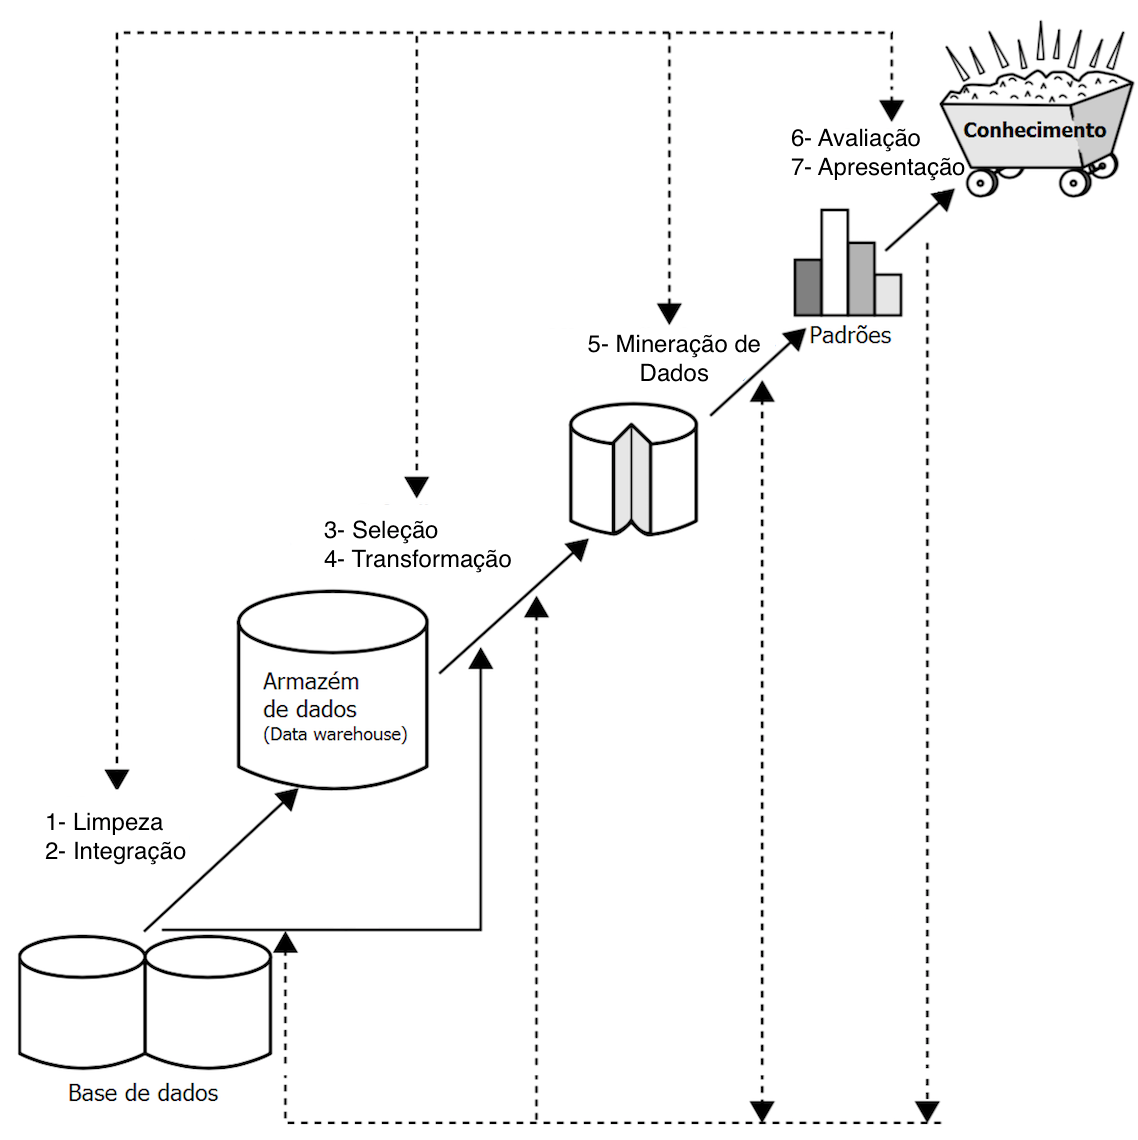 Conhecimento
6- Avaliação
7- Apresentação
Padrões
5- Mineração de
Dados
3- Seleção
4- Transformação
Armazém
de dados
(Data warehouse)
1- Limpeza
2- Integração
Base de dados